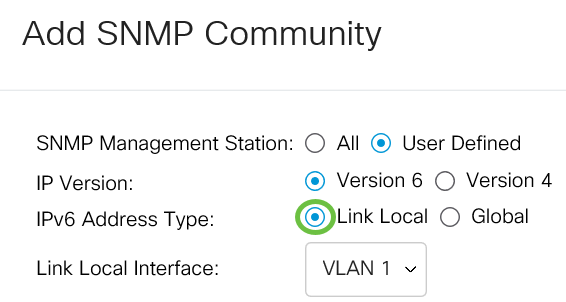 Add SNMP Community
SNMP Management Station: All User Defined
IP Version: Version 6 Version 4
IPv6 Address Type: Link Local Global
Link Local Interface: VLAN 1